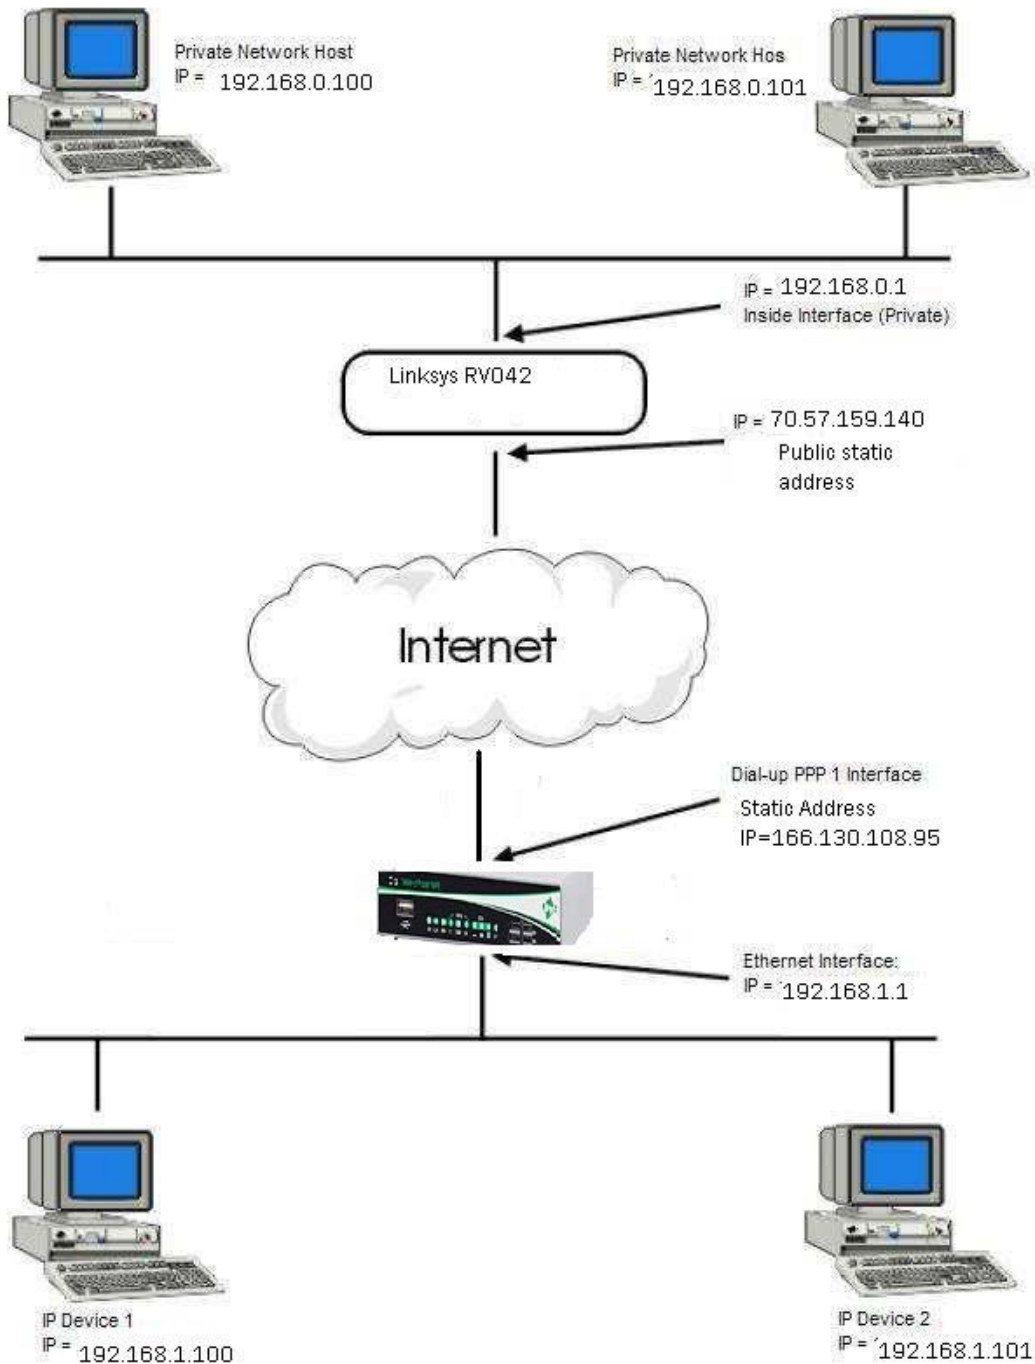 Private Network Host
IP = 192.168.0.100
Private Network Hos
IP = 192.168.0.101
IP = 192.168.0.1
Inside Interface (Private)
Linksys RV042
IP = 70.57.159.140
Public static
address
Internet
Dial-up PPP 1 Interface
Static Address
IP=166.130.108.95
Ethernet Interface:
IP = 192.168.1.1
IP Device 1
IP = 192.168.1.100
IP Device 2
IP = 192.168.1.101